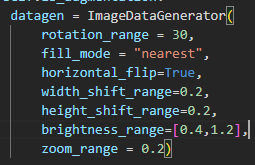 datagen = ImageDataGenerator(
rotation_range = 30,
fill_mode = "nearest",
horizontal_flip=True,
width_shift_range=0.2,
height_shift_range=0.2,
brightness_range=[0.4,1.2],
zoom_range = 0.2)